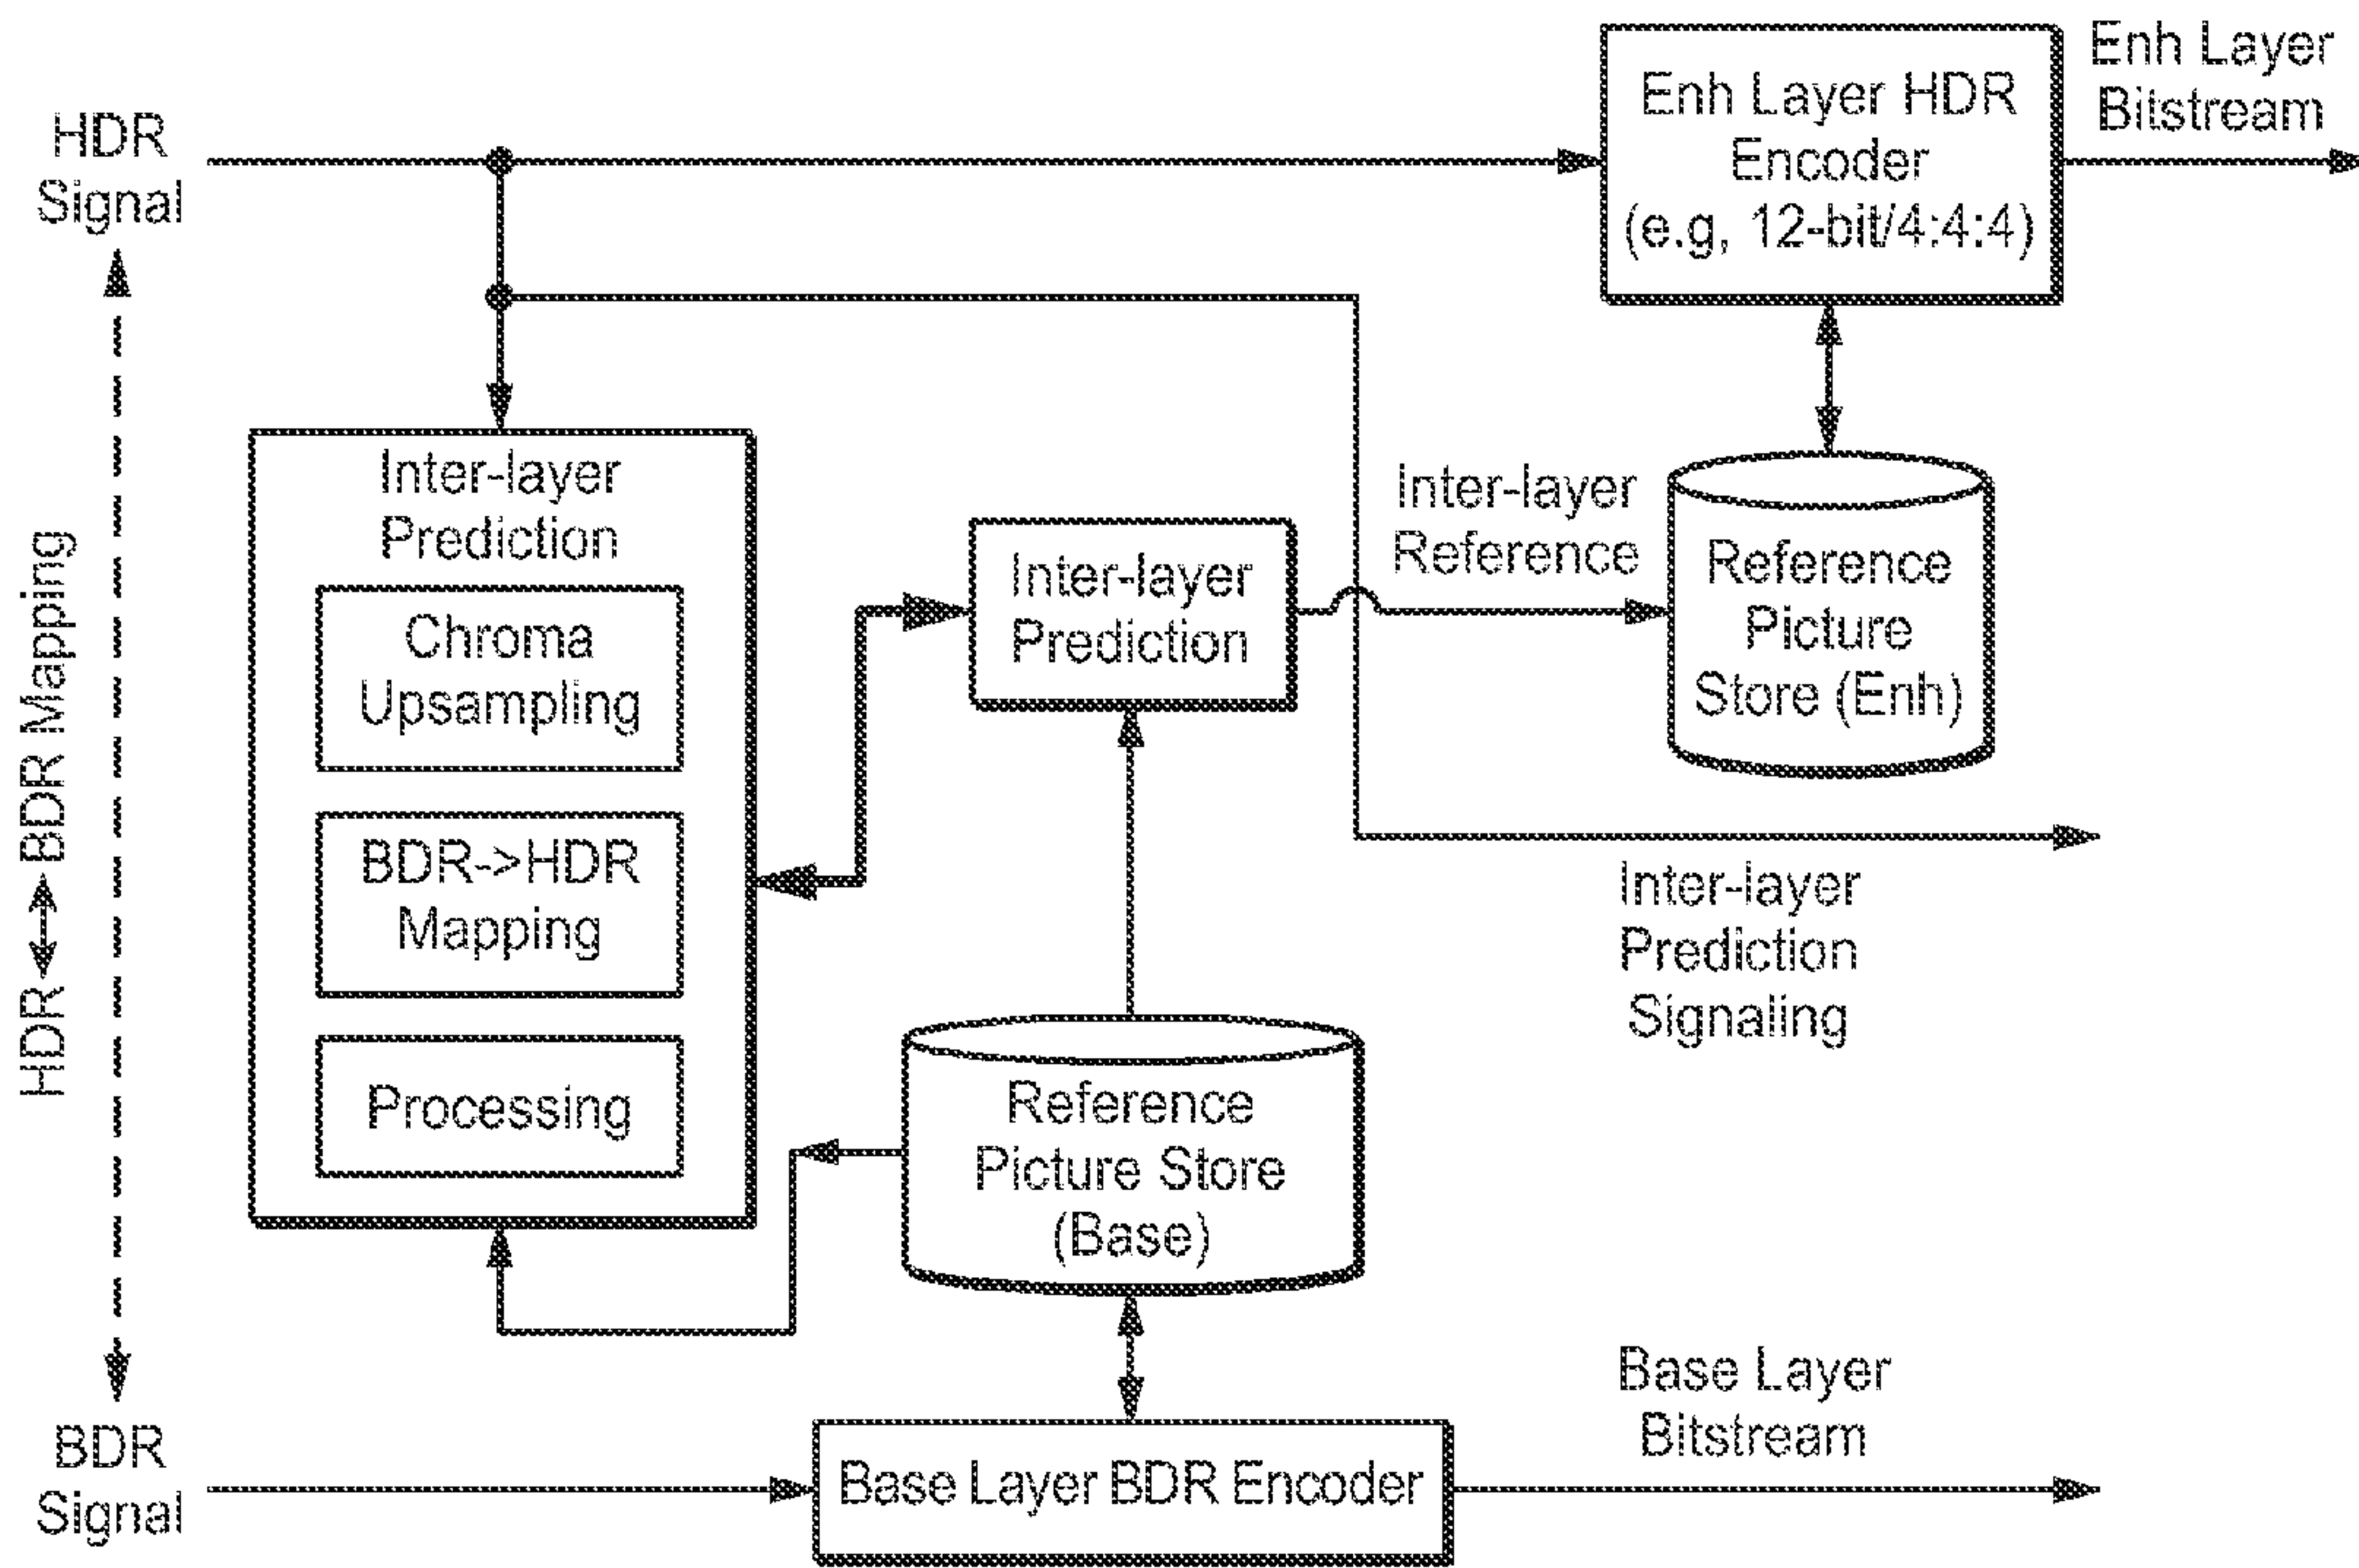 HDR
Signal
Enh Layer HDR
Encoder
(e.g, 12-bit/4:4:4)
Enh Layer
Bitstream
HDR↔BDR Mapping
Inter-layer
Prediction
Chroma
Upsampling
BDR->HDR
Mapping
Processing
Inter-layer
Prediction
Inter-layer
Reference
Reference
Picture
Store (Enh)
Inter-layer
Prediction
Signaling
Reference
Picture Store
(Base)
BDR
Signal
Base Layer BDR Encoder
Base Layer
Bitstream